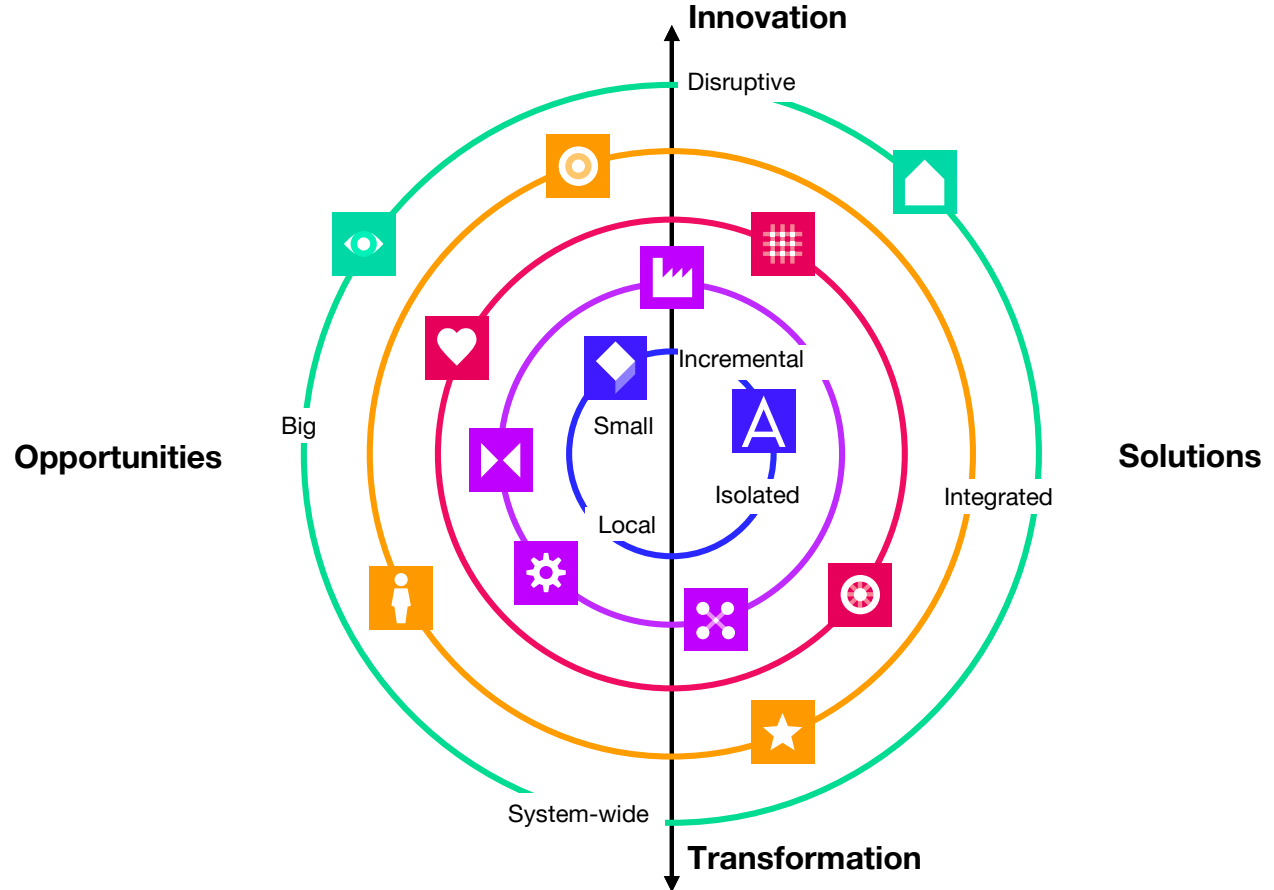 Innovation
Disruptive
Incremental
Small
Big
Opportunities
Solutions
Isolated
Integrated
Local
System-wide
Transformation